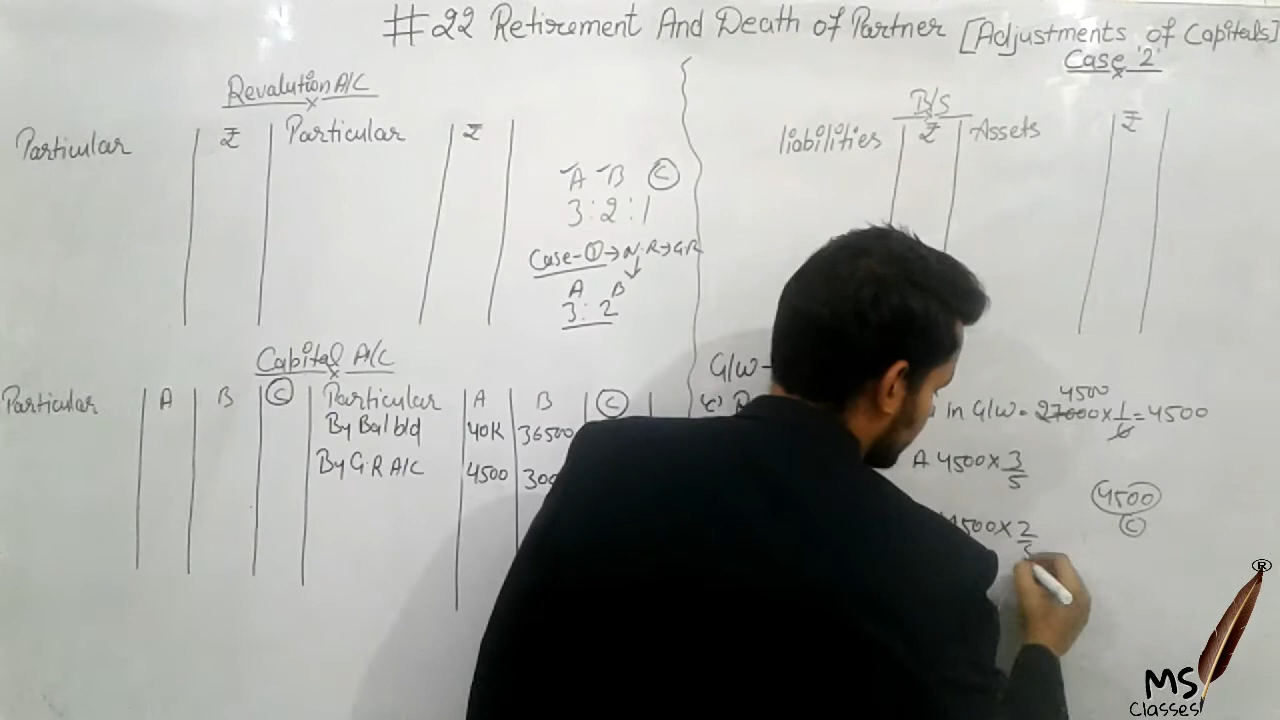 #22 Retirement And Death of Partner [Adjustments of Capitals]
Case '2'
Revalution A/C
Particular ₹ Particular ₹
A B C
3:2:1
Case-① → N.R → G.R
A B
3:2
Capital A/C
Particular A B C Particular A B C
By Bal b/d 40K 36500
By G.R A/C 4500 300
B/S
liabilities ₹ Assets ₹
G/w-
In G/w = 27000 × 1/6 = 4500
4500
A 4500 × 3/5
4500
C
4500 × 2/5
MS
Classes
®